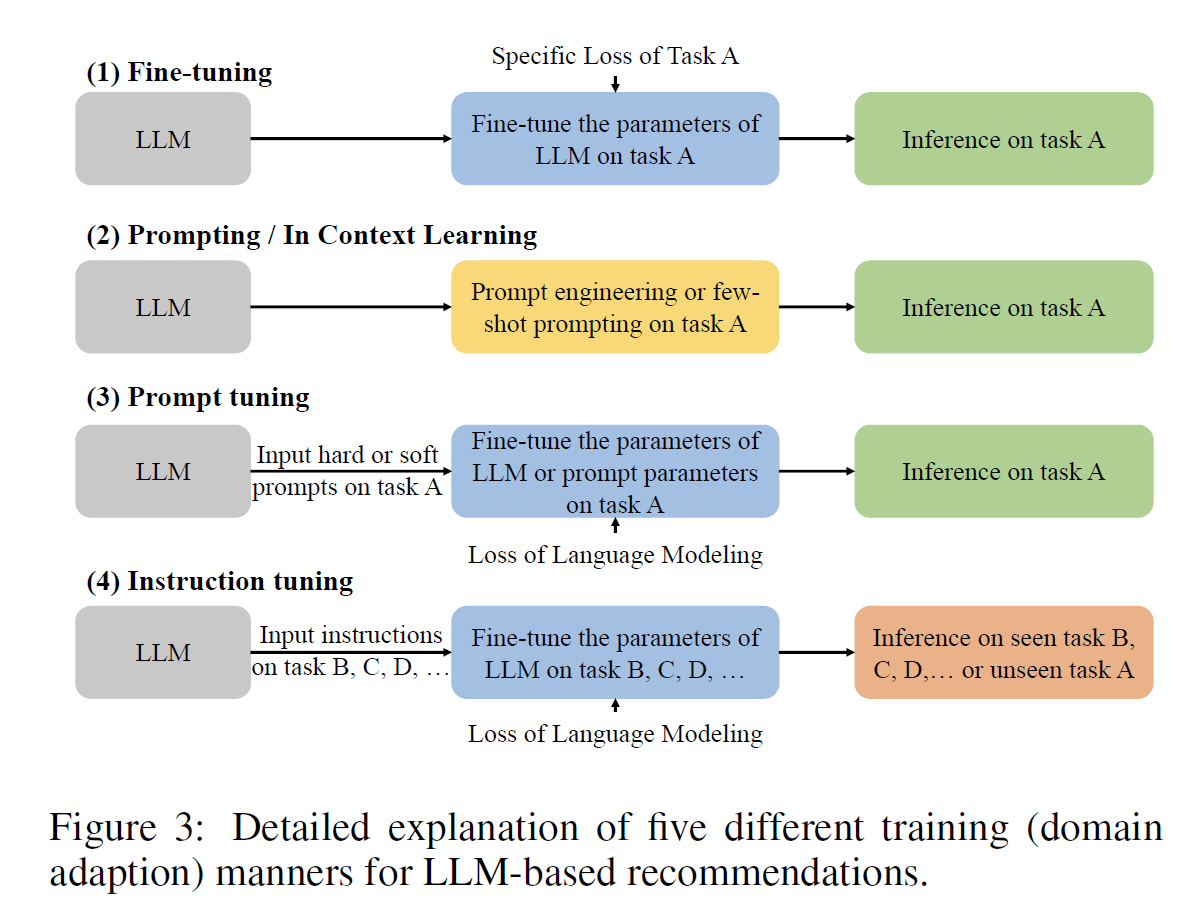 Specific Loss of Task A
(1) Fine-tuning
LLM
Fine-tune the parameters of
LLM on task A
Inference on task A
(2) Prompting / In Context Learning
LLM
Prompt engineering or few-
shot prompting on task A
Inference on task A
(3) Prompt tuning
LLM
Input hard or soft
prompts on task A
Fine-tune the parameters of
LLM or prompt parameters
on task A
Inference on task A
Loss of Language Modeling
(4) Instruction tuning
LLM
Input instructions
on task B, C, D, …
Fine-tune the parameters of
LLM on task B, C, D, …
Inference on seen task B,
C, D,… or unseen task A
Loss of Language Modeling
Figure 3: Detailed explanation of five different training (domain
adaption) manners for LLM-based recommendations.